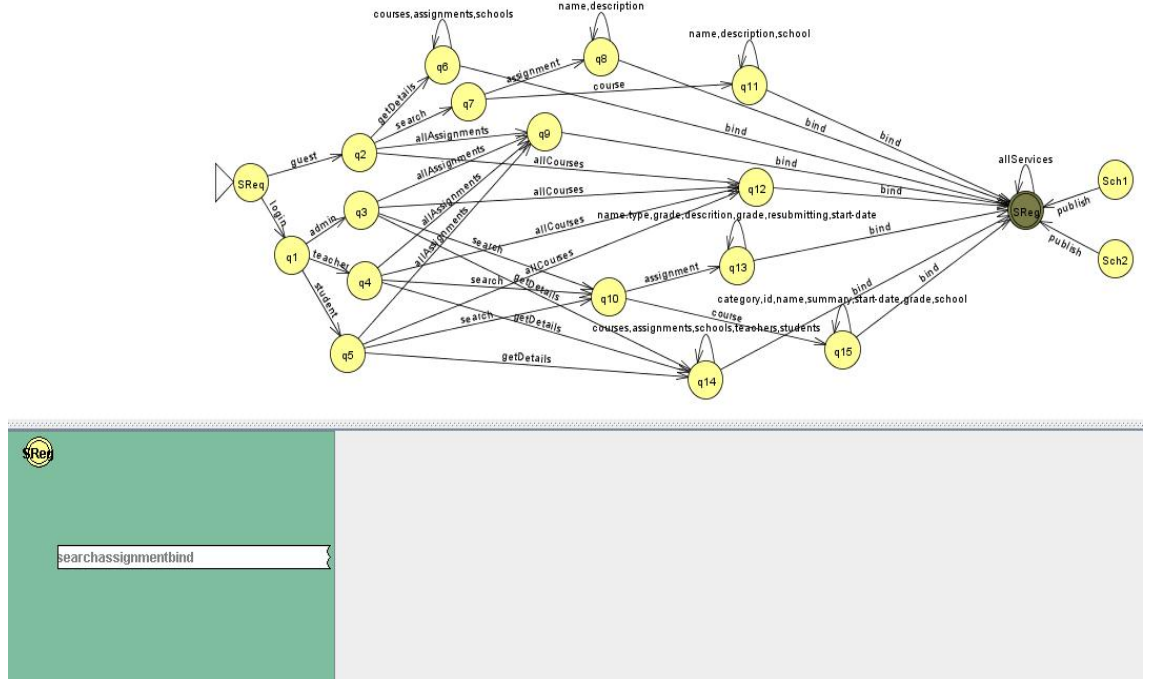 courses,assignments,schools
name,description
name,description,school
q6
q8
q11
getDetails
assignment
course
q7
search
guest
q2
allAssignments
q9
bind
bind
bind
SReq
allAssignments
allCourses
bind
allServices
login
q3
allCourses
q12
bind
SReg
Sch1
publish
admin
allAssignments
name,type,grade,descrition,grade,resubmitting,start-date
q1
teacher
allAssignments
search
allCourses
bind
publish
Sch2
q4
allCourses
q13
search
getDetails
assignment
student
q10
bind
bind
category,id,name,summary,start-date,grade,school
search
getDetails
course
courses,assignments,schools,teachers,students
q5
getDetails
q15
q14
SReg
searchassignmentbind